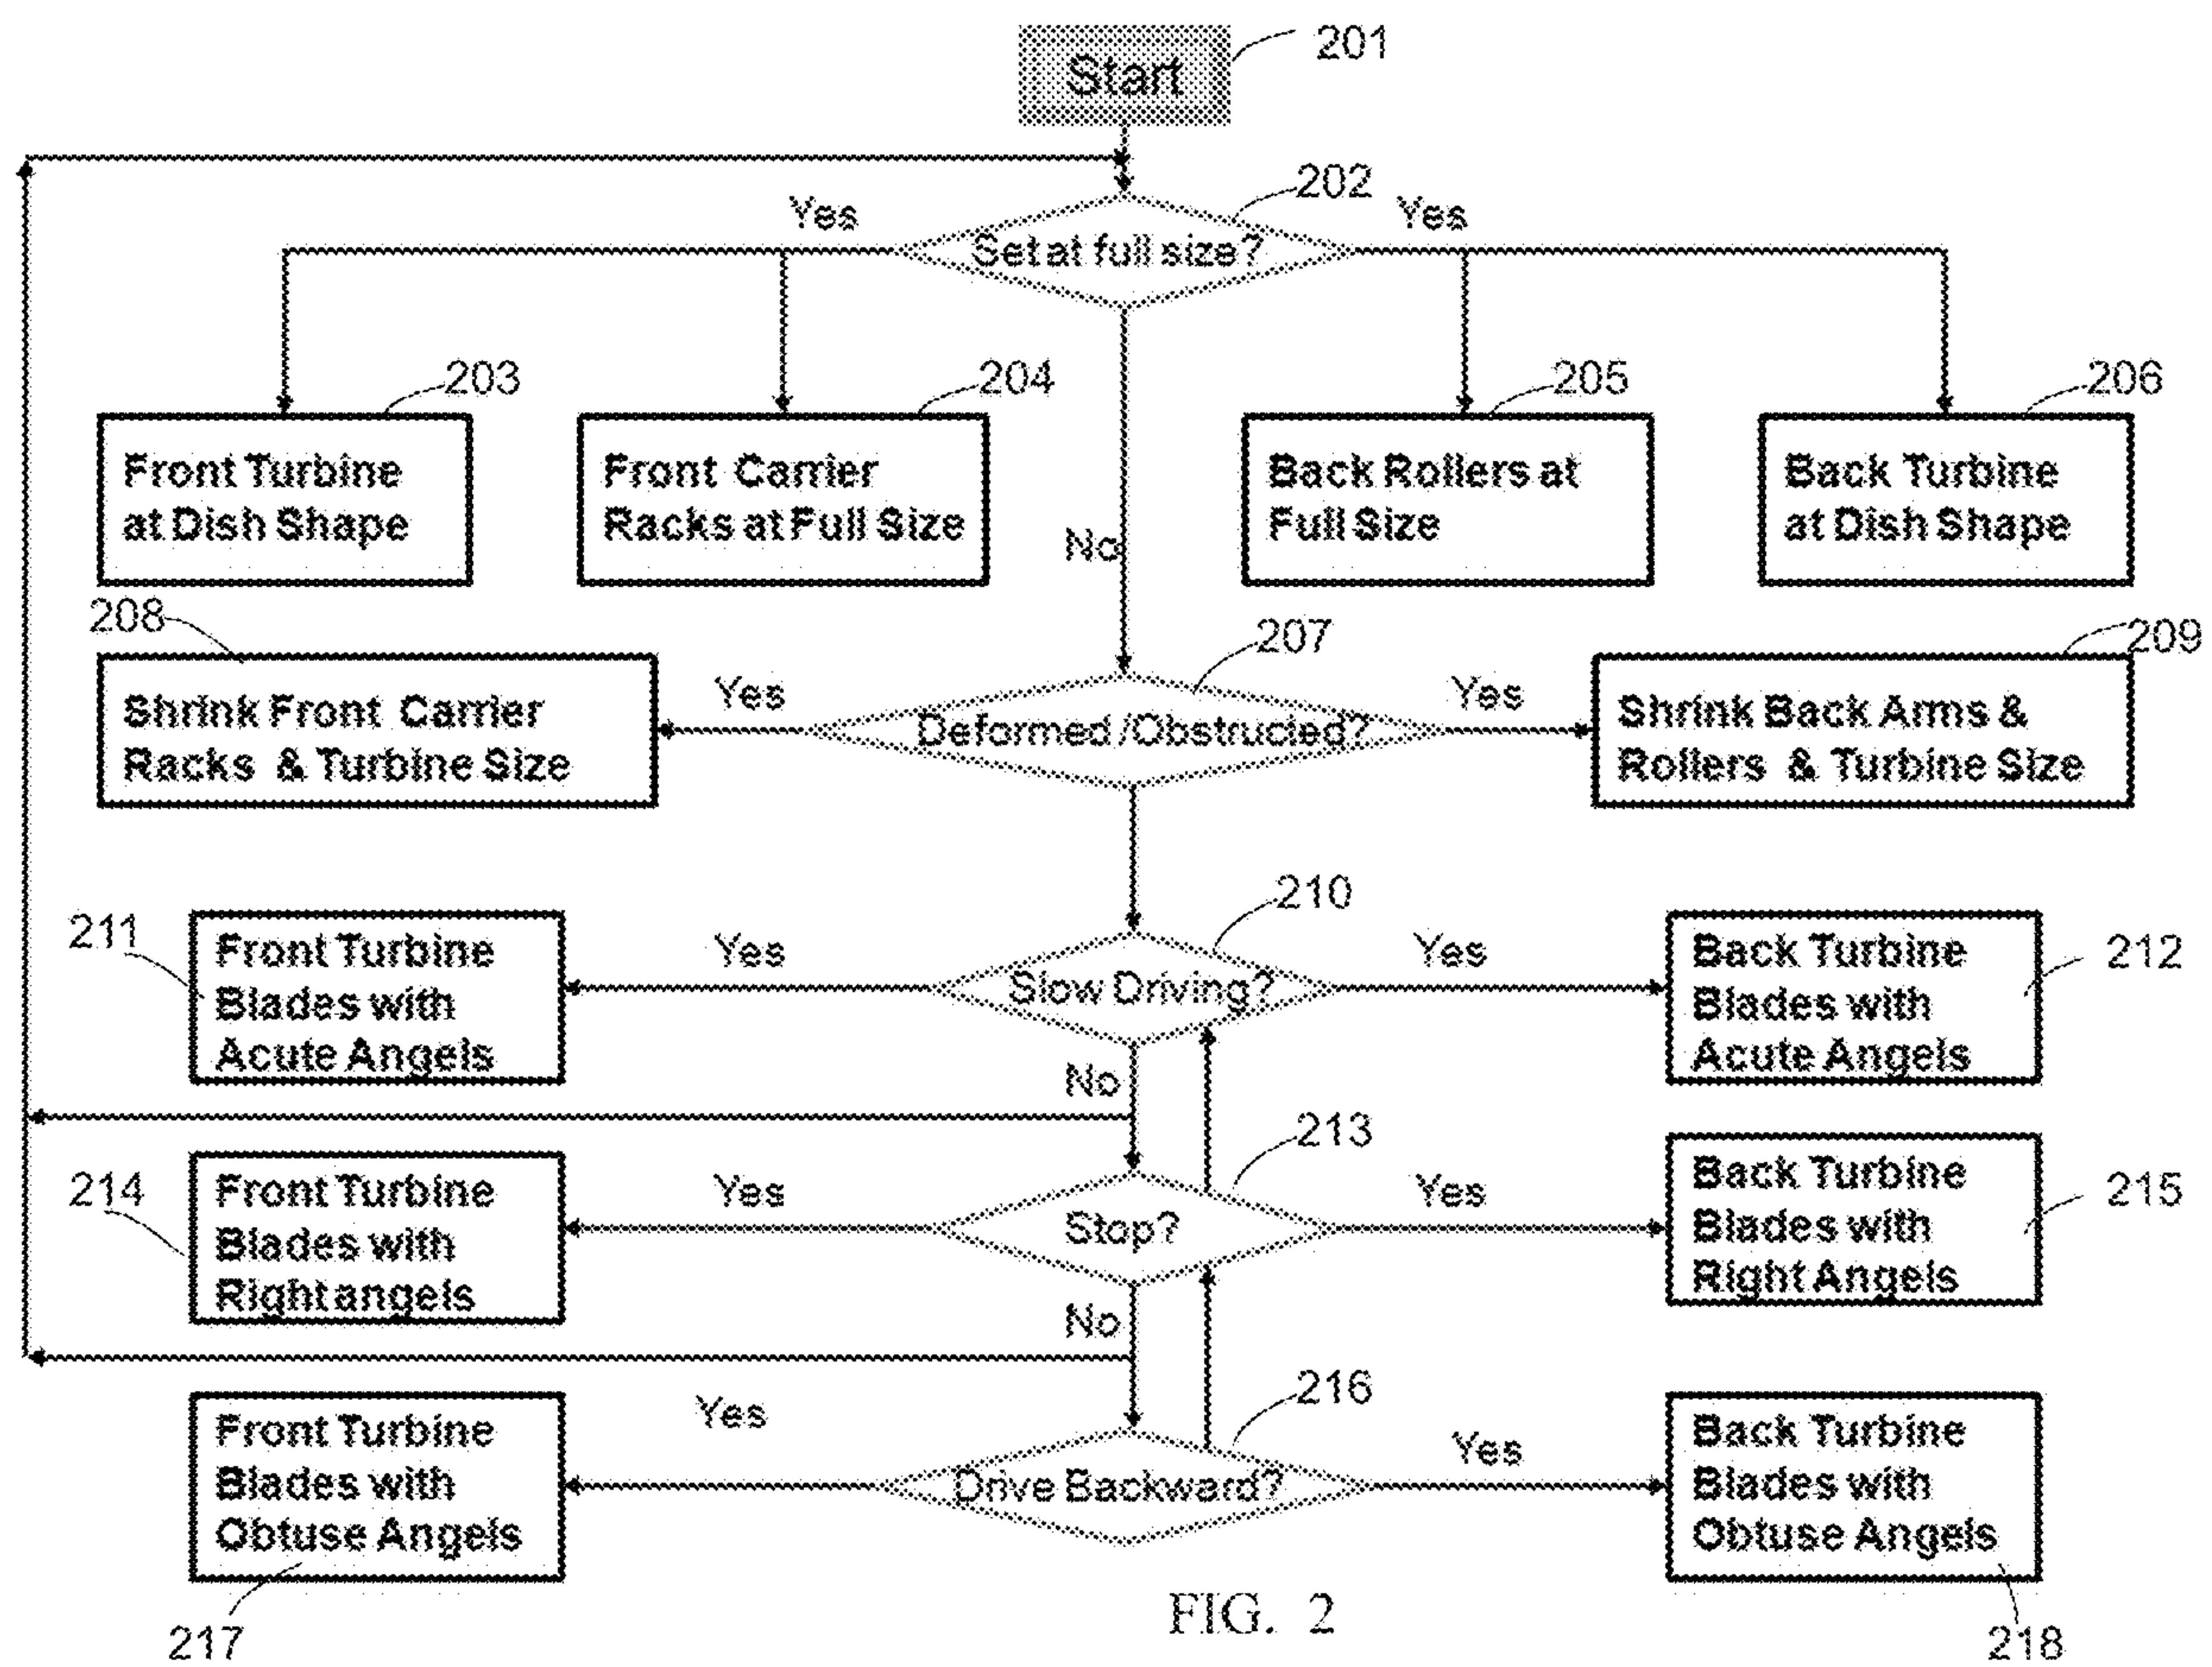 Start
201
202
Yes
Set at full size?
Yes
203
204
205
206
Front Turbine
at Dish Shape
Front Carrier
Racks at Full Size
No
Back Rollers at
Full Size
Back Turbine
at Dish Shape
208
207
209
Shrink Front Carrier
Racks & Turbine Size
Yes
Deformed/Obstructed?
Yes
Shrink Back Arms &
Rollers & Turbine Size
210
211
Front Turbine
Blades with
Acute Angels
Yes
Slow Driving?
Yes
Back Turbine
Blades with
Acute Angels
212
No
213
214
Front Turbine
Blades with
Right angels
Yes
Stop?
Yes
Back Turbine
Blades with
Right Angels
215
No
216
Front Turbine
Blades with
Obtuse Angels
Yes
Drive Backward?
Yes
Back Turbine
Blades with
Obtuse Angels
217
FIG. 2
218